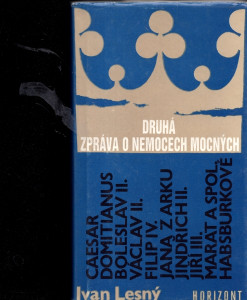 DRUHÁ
ZPRÁVA O NEMOCECH MOCNÝCH
CAESAR
DOMITIANUS
BOLESLAV II.
VÁCLAV II.
FILIP IV.
JANA Z ARKU
JINDŘICH II.
JIŘÍ III.
MARAT A SPOL.
HABSBURKOVÉ
Ivan Lesný
HORIZONT